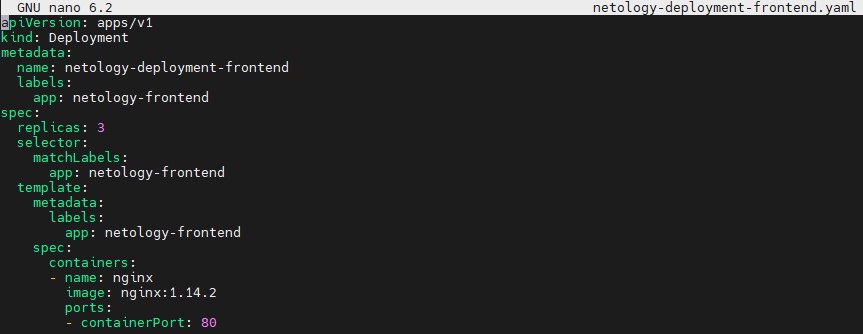 GNU nano 6.2 netology-deployment-frontend.yaml
apiVersion: apps/v1
kind: Deployment
metadata:
  name: netology-deployment-frontend
  labels:
    app: netology-frontend
spec:
  replicas: 3
  selector:
    matchLabels:
      app: netology-frontend
  template:
    metadata:
      labels:
        app: netology-frontend
    spec:
      containers:
      - name: nginx
        image: nginx:1.14.2
        ports:
        - containerPort: 80